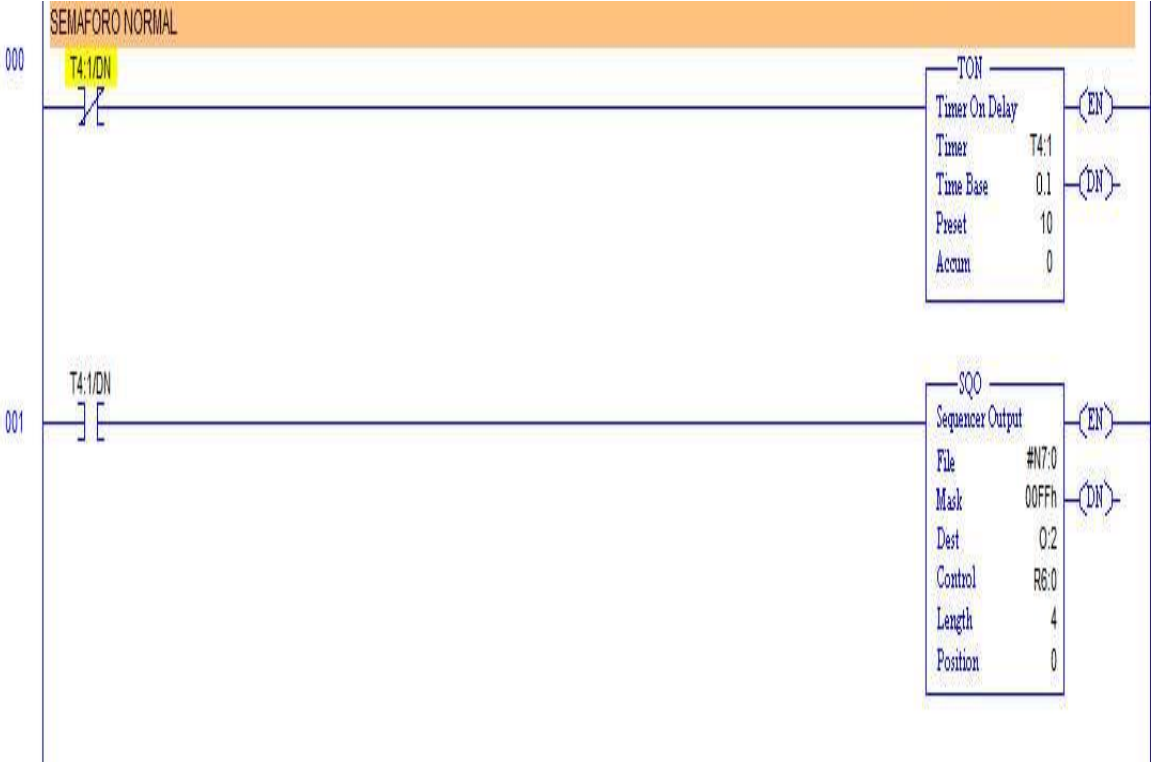 SEMAFORO NORMAL
000
T4:1/DN
TON
Timer On Delay
Timer T4:1
Time Base 0.1
Preset 10
Accum 0
(EN)
(DN)
001
T4:1/DN
SQO
Sequencer Output
File #N7:0
Mask 00FFh
Dest O:2
Control R6:0
Length 4
Position 0
(EN)
(DN)